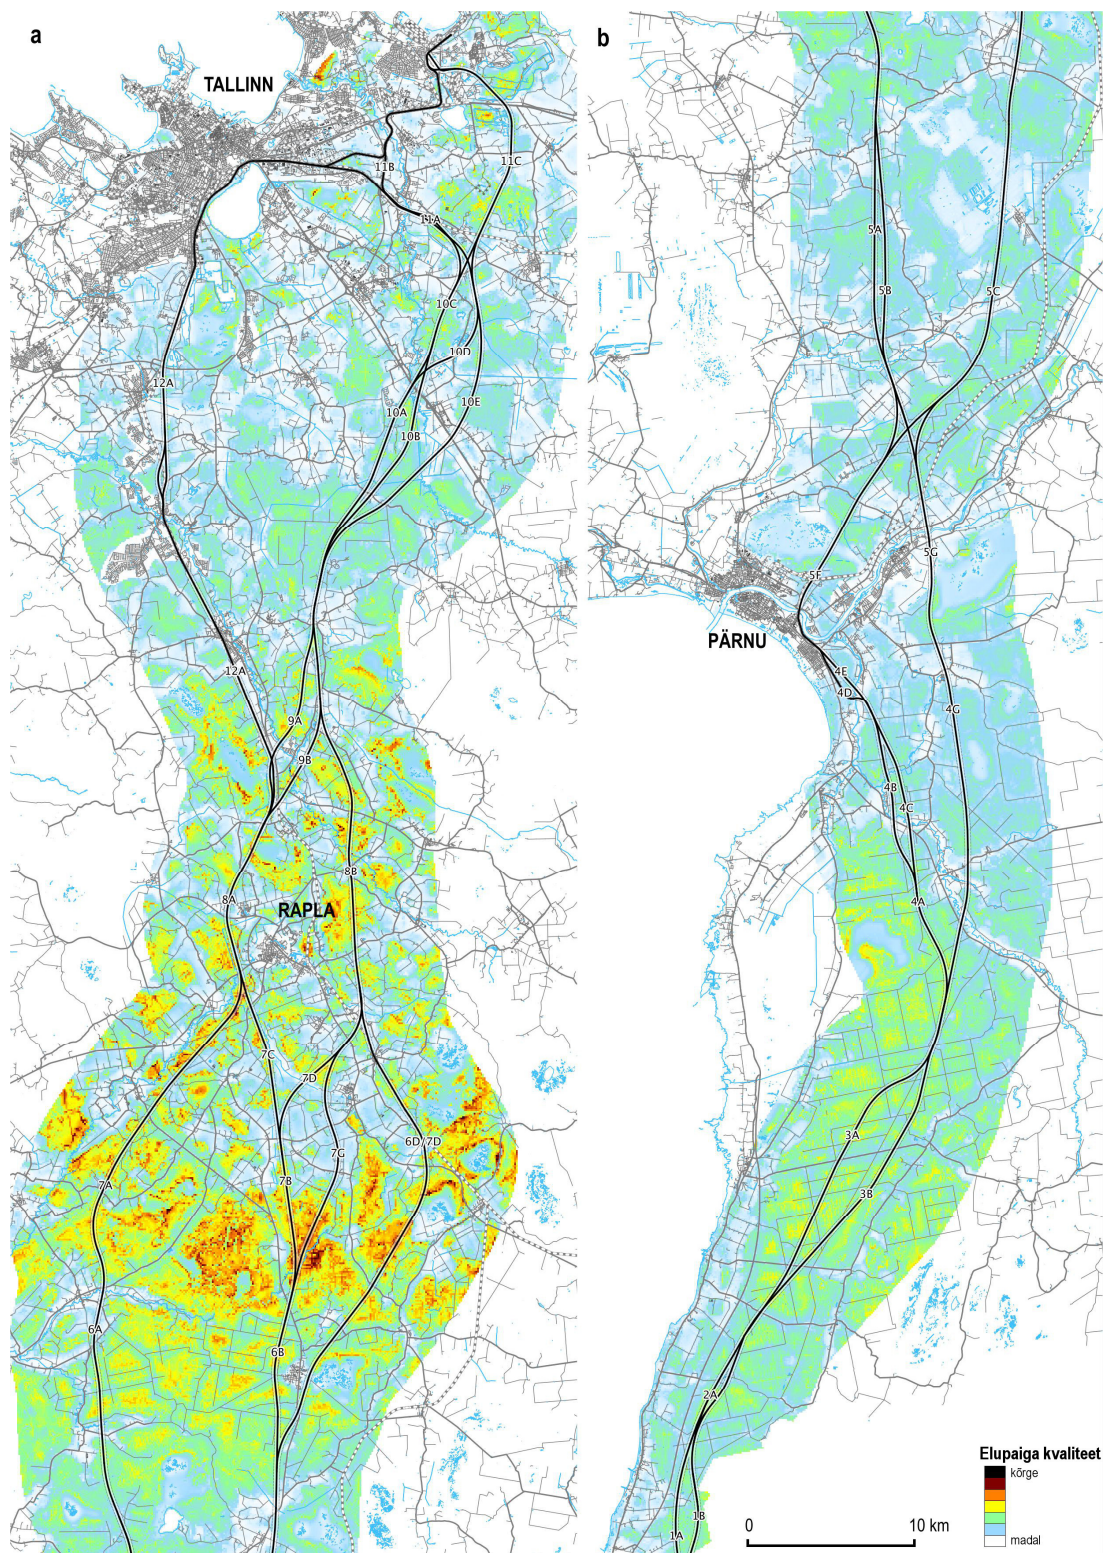 a
TALLINN
11B
11C
11A
10C
10D
12A
10A
10E
10B
12A
9A
9B
8B
8A
RAPLA
7C
7D
6D/7D
7G
7A
7B
6A
6B
b
5A
5B
5C
5G
5F
PÄRNU
4E
4D
4G
4B
4C
4A
3A
3B
2A
1B
1A
Elupaiga kvaliteet
kõrge
madal
0 10 km